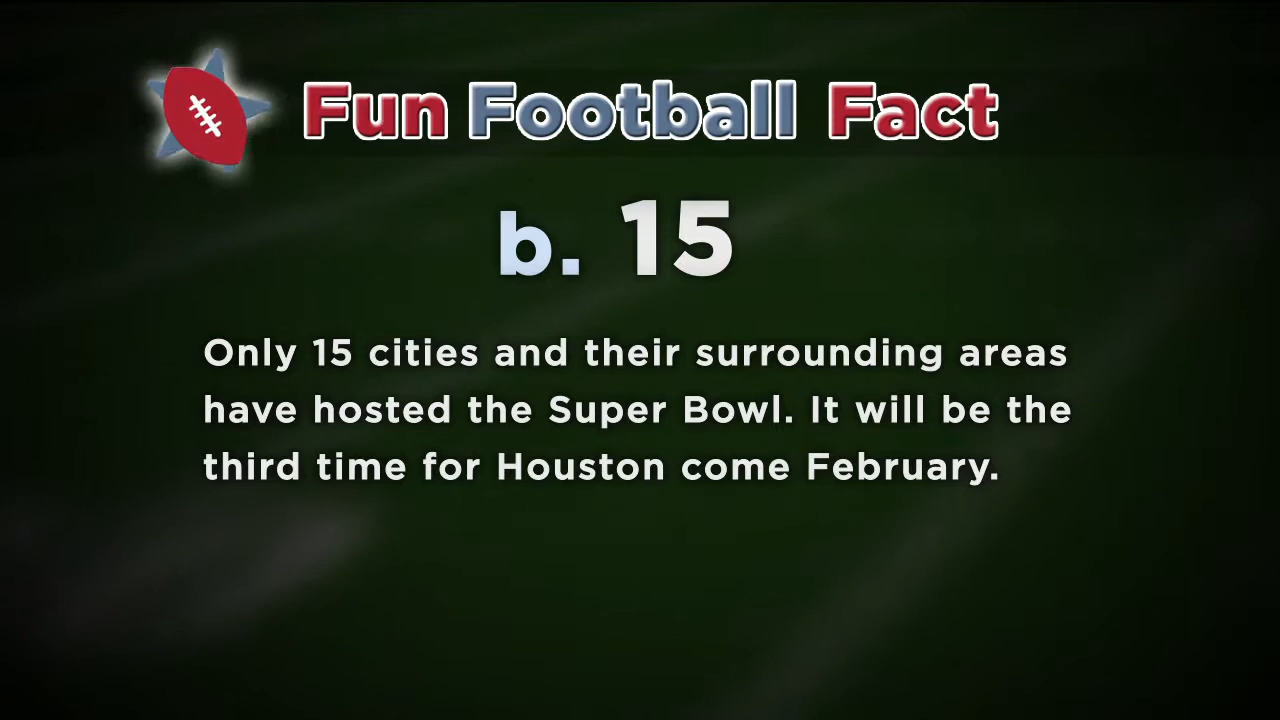 Fun Football Fact
b. 15
Only 15 cities and their surrounding areas
have hosted the Super Bowl. It will be the
third time for Houston come February.